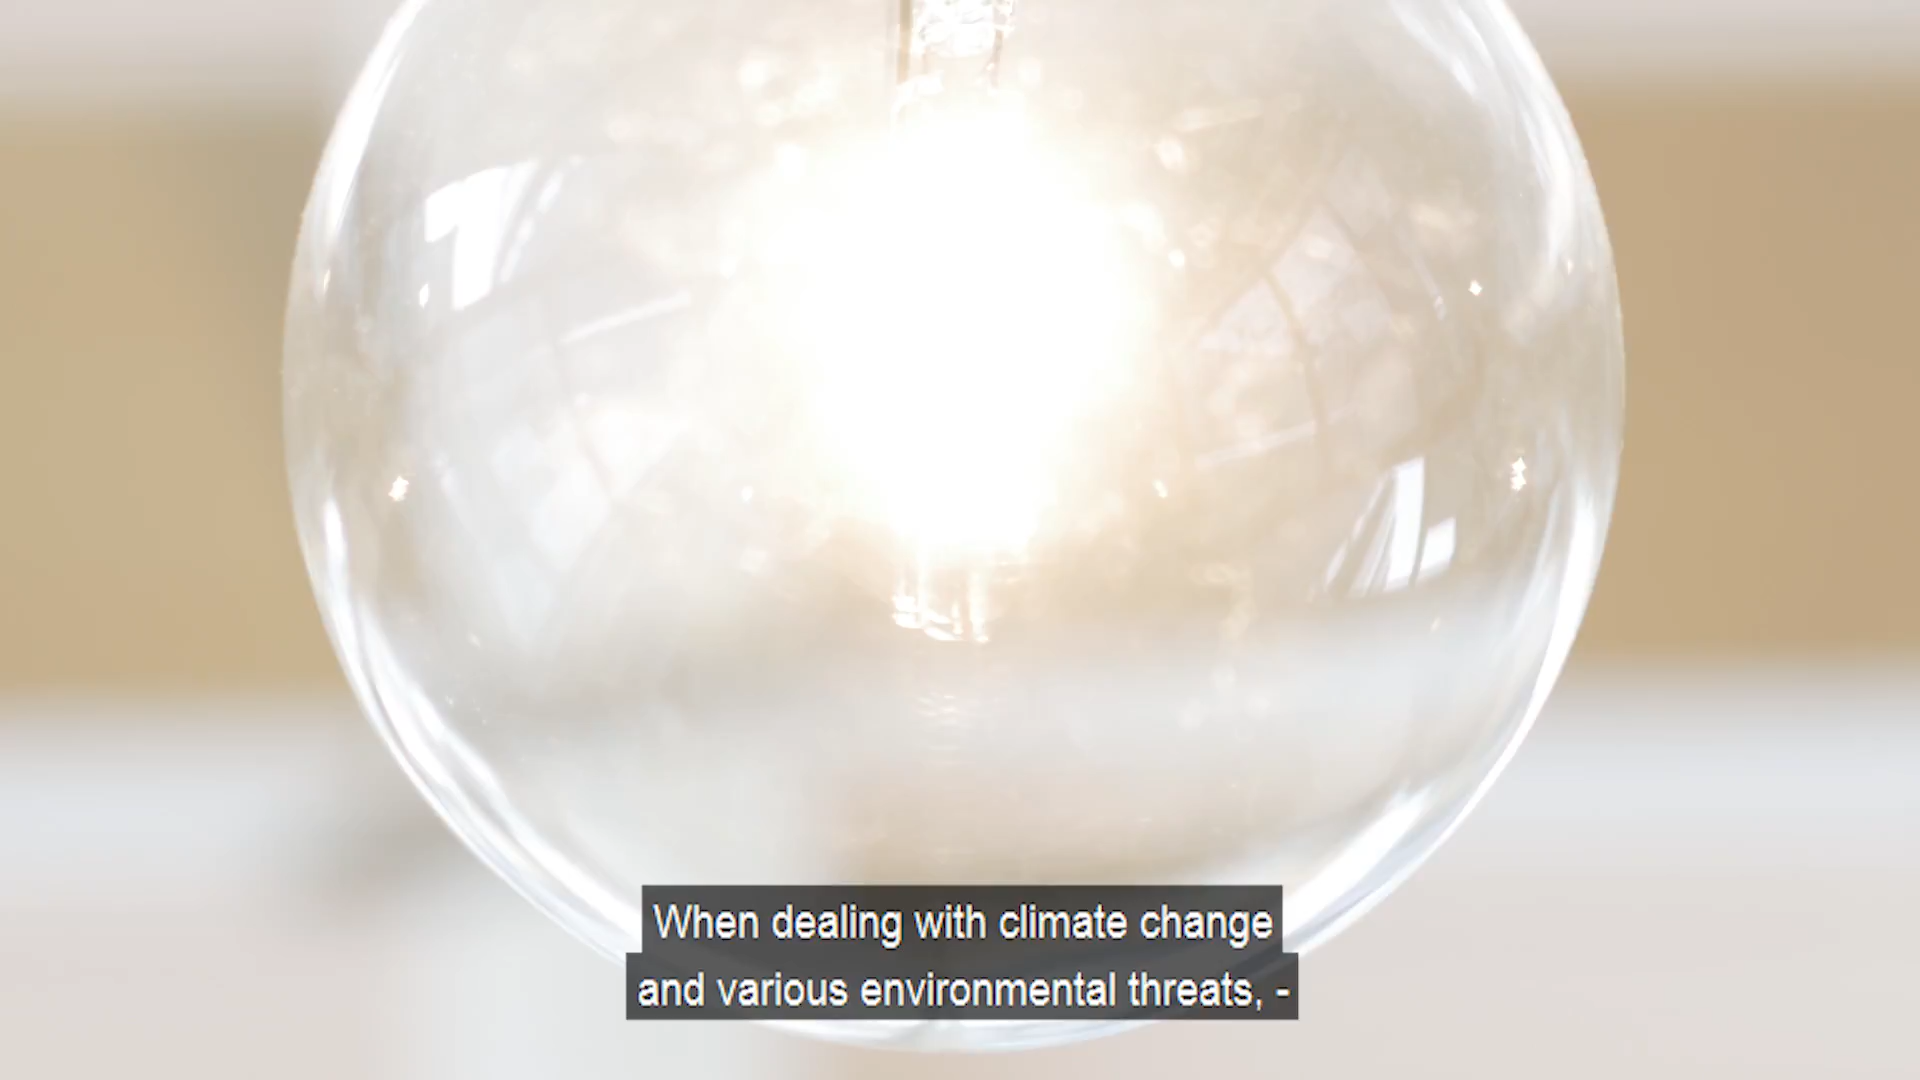 When dealing with climate change
and various environmental threats, -